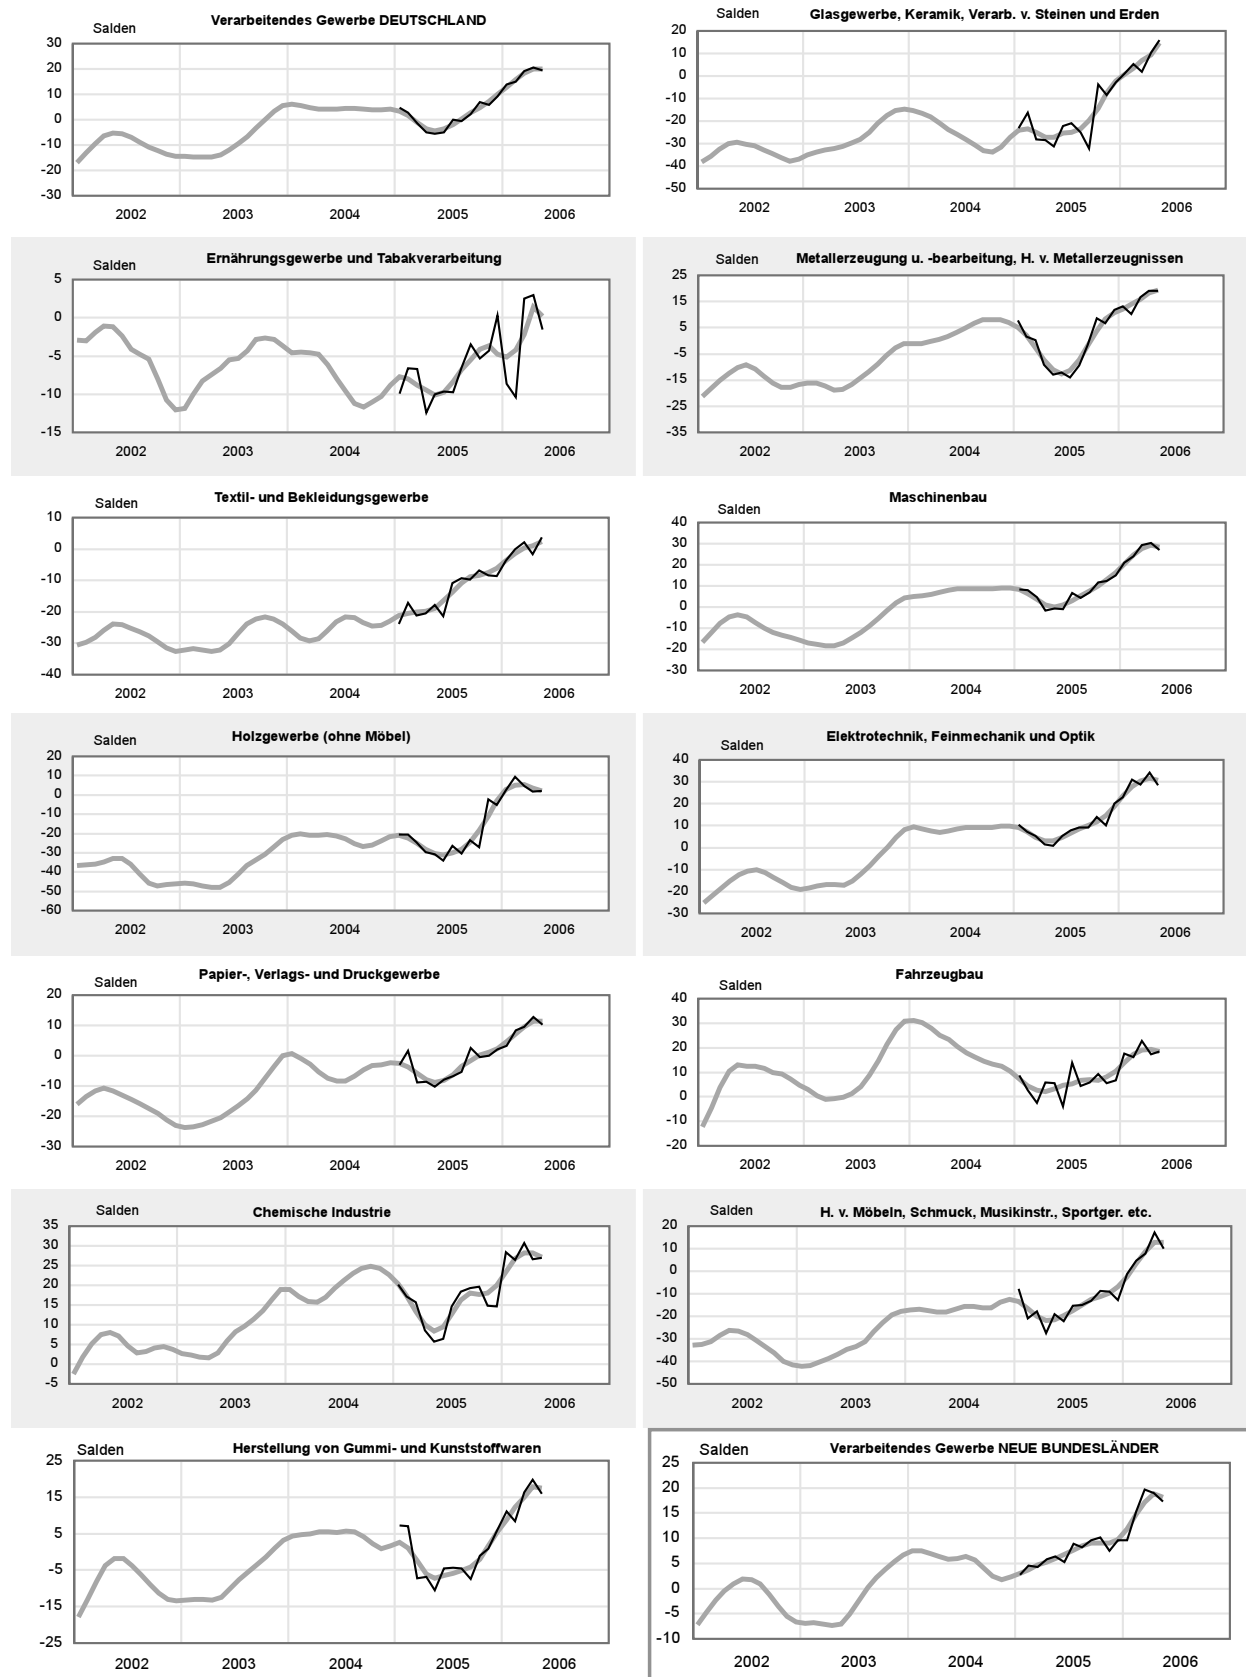 Verarbeitendes Gewerbe DEUTSCHLAND
Salden
30
20
10
0
-10
-20
-30
2002 2003 2004 2005 2006
Glasgewerbe, Keramik, Verarb. v. Steinen und Erden
Salden
20
10
0
-10
-20
-30
-40
-50
2002 2003 2004 2005 2006
Ernährungsgewerbe und Tabakverarbeitung
Salden
5
0
-5
-10
-15
2002 2003 2004 2005 2006
Metallerzeugung u. -bearbeitung, H. v. Metallerzeugnissen
Salden
25
15
5
-5
-15
-25
-35
2002 2003 2004 2005 2006
Textil- und Bekleidungsgewerbe
Salden
10
0
-10
-20
-30
-40
2002 2003 2004 2005 2006
Maschinenbau
Salden
40
30
20
10
0
-10
-20
-30
2002 2003 2004 2005 2006
Holzgewerbe (ohne Möbel)
Salden
20
10
0
-10
-20
-30
-40
-50
-60
2002 2003 2004 2005 2006
Elektrotechnik, Feinmechanik und Optik
Salden
40
30
20
10
0
-10
-20
-30
2002 2003 2004 2005 2006
Papier-, Verlags- und Druckgewerbe
Salden
20
10
0
-10
-20
-30
2002 2003 2004 2005 2006
Fahrzeugbau
Salden
40
30
20
10
0
-10
-20
2002 2003 2004 2005 2006
Chemische Industrie
Salden
35
30
25
20
15
10
5
0
-5
2002 2003 2004 2005 2006
H. v. Möbeln, Schmuck, Musikinstr., Sportger. etc.
Salden
20
10
0
-10
-20
-30
-40
-50
2002 2003 2004 2005 2006
Herstellung von Gummi- und Kunststoffwaren
Salden
25
15
5
-5
-15
-25
2002 2003 2004 2005 2006
Verarbeitendes Gewerbe NEUE BUNDESLÄNDER
Salden
25
20
15
10
5
0
-5
-10
2002 2003 2004 2005 2006